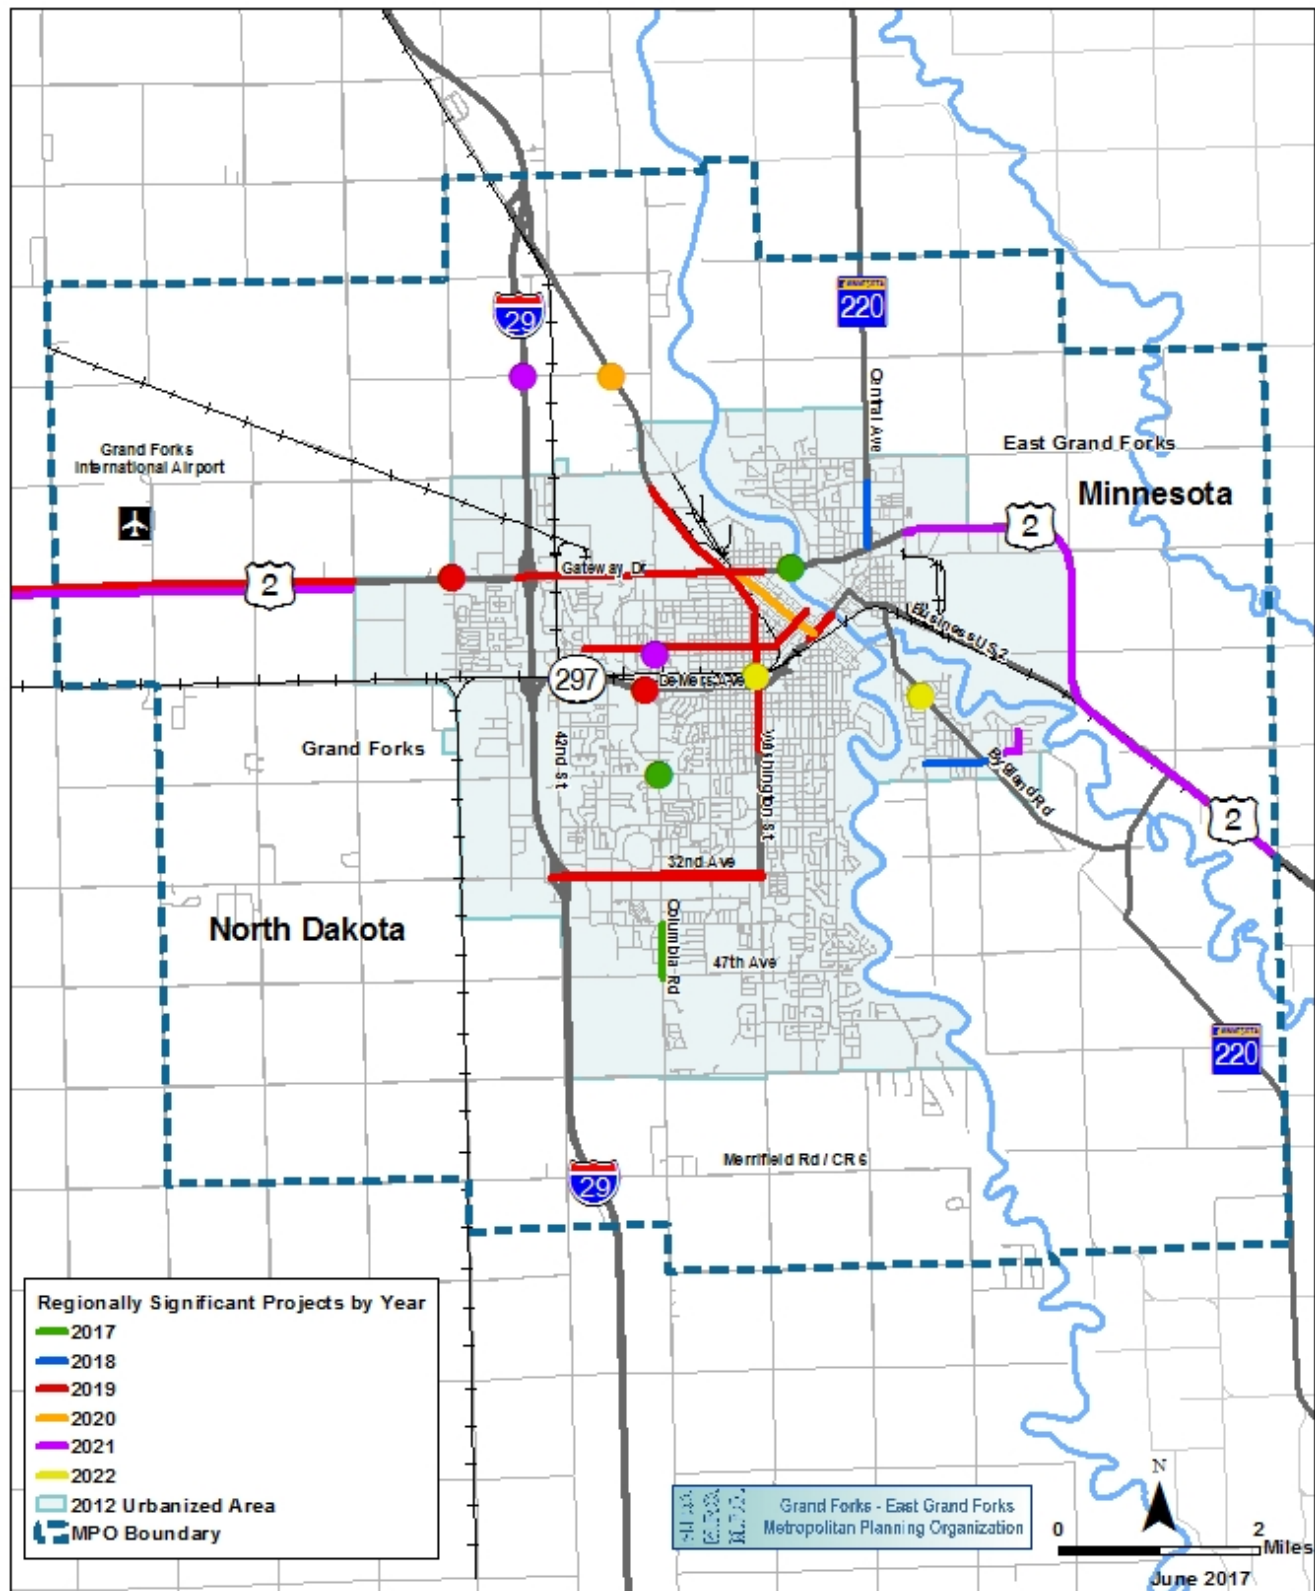 29
MINNESOTA
220
Central Ave
Grand Forks
International Airport
East Grand Forks
Minnesota
2
2
Gateway Dr
Business US 2
297
DeMers Ave
Grand Forks
42nd St
Washington St
Bygland Rd
2
32nd Ave
North Dakota
Columbia Rd
47th Ave
MINNESOTA
220
Merrifield Rd / CR 6
29
Regionally Significant Projects by Year
2017
2018
2019
2020
2021
2022
2012 Urbanized Area
MPO Boundary
Grand Forks - East Grand Forks
Metropolitan Planning Organization
N
0 2
Miles
June 2017